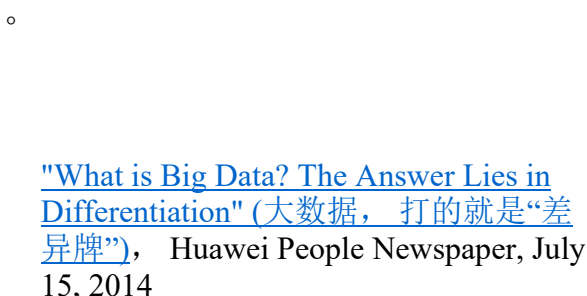 。
"What is Big Data? The Answer Lies in
Differentiation" (大数据， 打的就是“差
异牌”)， Huawei People Newspaper, July
15, 2014